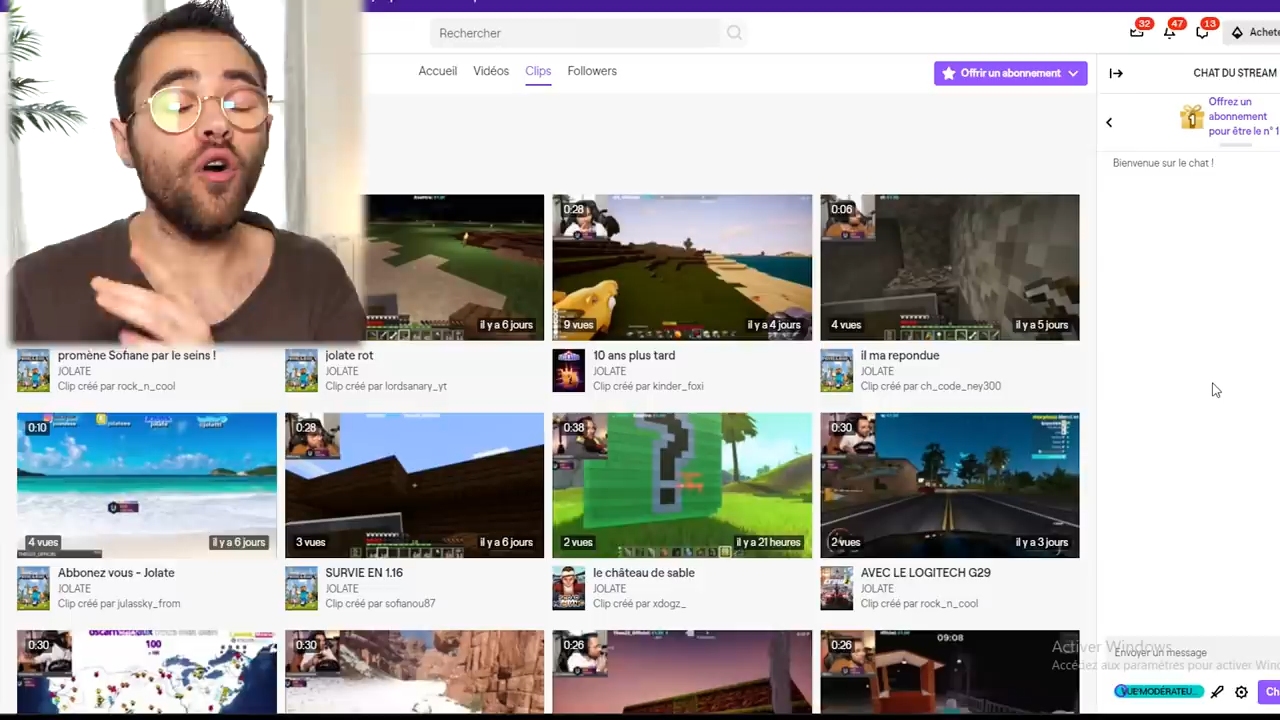 Rechercher
32
47
13
Achete
Accueil
Vidéos
Clips
Followers
Offrir un abonnement
CHAT DU STREAM
Offrez un
abonnement
pour être le n° 1
Bienvenue sur le chat !
il y a 6 jours
0:28
9 vues
il y a 4 jours
0:06
4 vues
il y a 5 jours
promène Sofiane par le seins !
JOLATE
Clip créé par rock_n_cool
jolate rot
JOLATE
Clip créé par lordsanary_yt
10 ans plus tard
JOLATE
Clip créé par kinder_foxi
il ma repondue
JOLATE
Clip créé par ch_code_ney300
0:10
4 vues
il y a 6 jours
0:28
3 vues
il y a 6 jours
0:38
2 vues
il y a 21 heures
0:30
2 vues
il y a 3 jours
Abbonez vous - Jolate
JOLATE
Clip créé par julassky_from
SURVIE EN 1.16
JOLATE
Clip créé par sofianou87
le château de sable
JOLATE
Clip créé par xdogz_
AVEC LE LOGITECH G29
JOLATE
Clip créé par rock_n_cool
0:30
100
0:30
0:26
0:26
09:08
Activer Windows
Accédez aux paramètres pour activer Win
Envoyer un message
VUE MODÉRATEU...
Ch